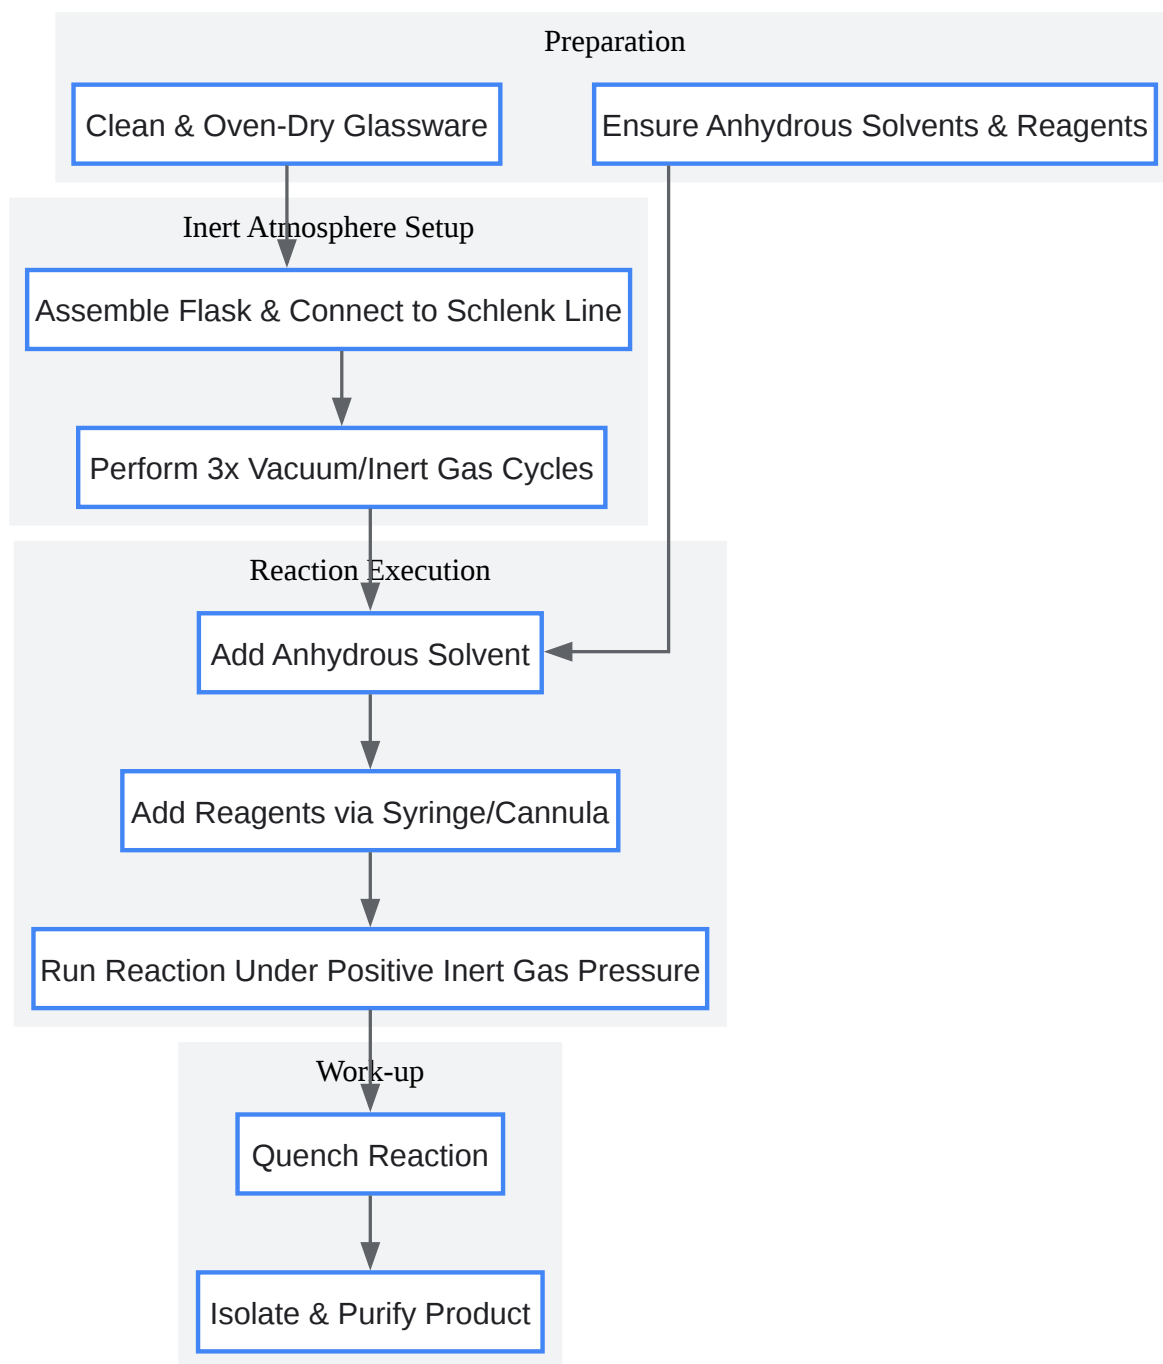 Preparation
Clean & Oven-Dry Glassware
Ensure Anhydrous Solvents & Reagents
Inert Atmosphere Setup
Assemble Flask & Connect to Schlenk Line
Perform 3x Vacuum/Inert Gas Cycles
Reaction Execution
Add Anhydrous Solvent
Add Reagents via Syringe/Cannula
Run Reaction Under Positive Inert Gas Pressure
Work-up
Quench Reaction
Isolate & Purify Product